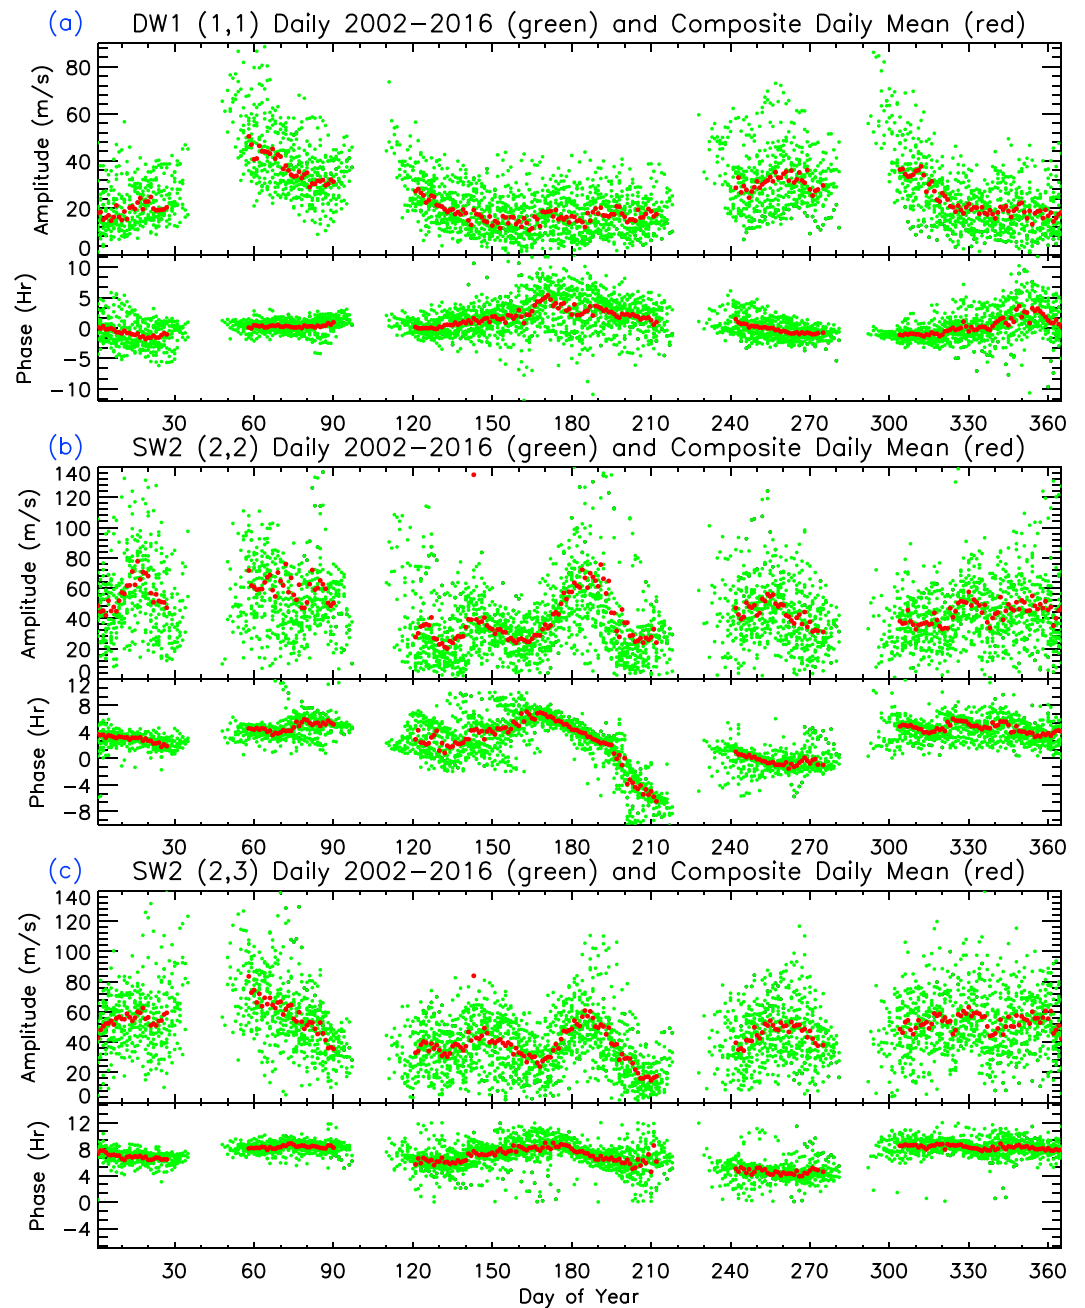 (a) DW1 (1,1) Daily 2002−2016 (green) and Composite Daily Mean (red)
80
60
40
20
0
Amplitude (m/s)
10
5
0
−5
−10
Phase (Hr)
30 60 90 120 150 180 210 240 270 300 330 360
(b) SW2 (2,2) Daily 2002−2016 (green) and Composite Daily Mean (red)
140
120
100
80
60
40
20
0
Amplitude (m/s)
12
8
4
0
−4
−8
Phase (Hr)
30 60 90 120 150 180 210 240 270 300 330 360
(c) SW2 (2,3) Daily 2002−2016 (green) and Composite Daily Mean (red)
140
120
100
80
60
40
20
0
Amplitude (m/s)
12
8
4
0
−4
Phase (Hr)
30 60 90 120 150 180 210 240 270 300 330 360
Day of Year